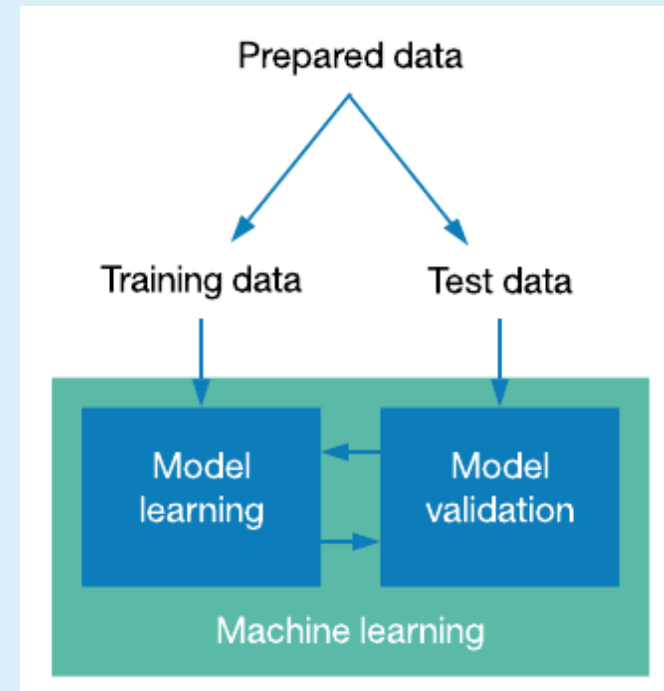 Prepared data
Training data
Test data
Model
learning
Model
validation
Machine learning